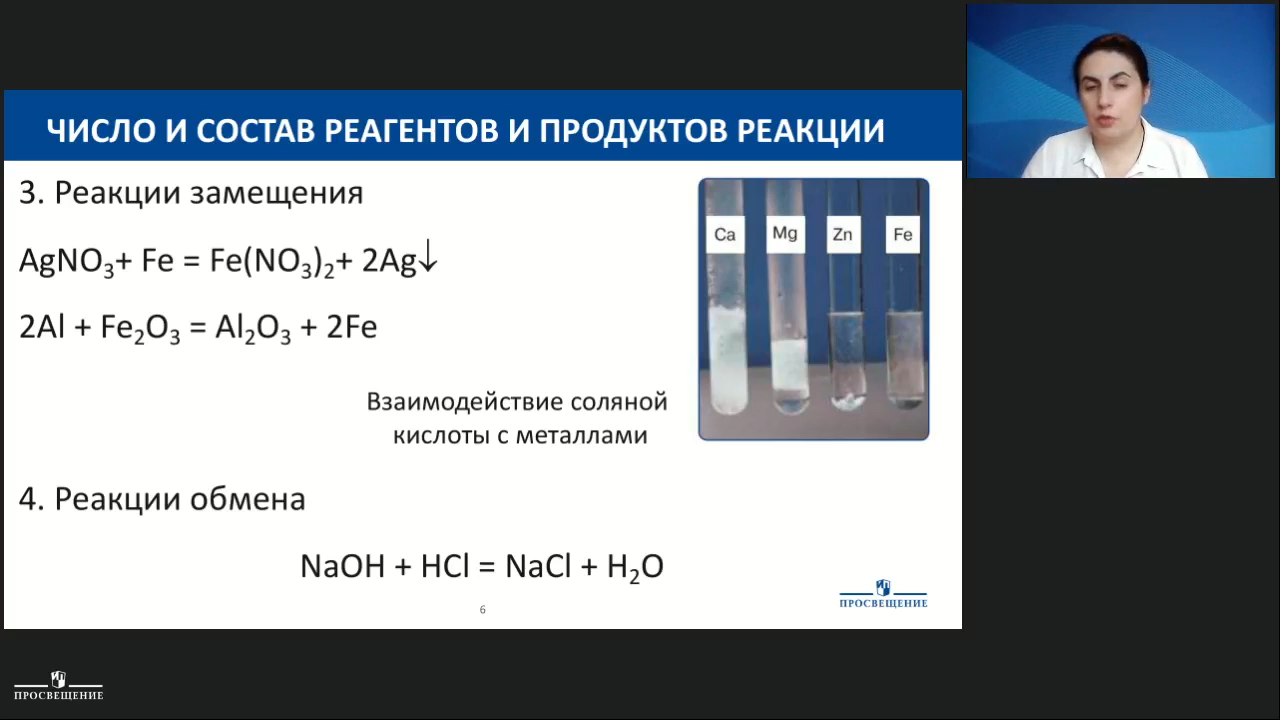 ЧИСЛО И СОСТАВ РЕАГЕНТОВ И ПРОДУКТОВ РЕАКЦИИ
3. Реакции замещения
AgNO₃+ Fe = Fe(NO₃)₂+ 2Ag↓
2Al + Fe₂O₃ = Al₂O₃ + 2Fe
Ca Mg Zn Fe
Взаимодействие соляной
кислоты с металлами
4. Реакции обмена
NaOH + HCl = NaCl + H₂O
6
ПРОСВЕЩЕНИЕ
ПРОСВЕЩЕНИЕ